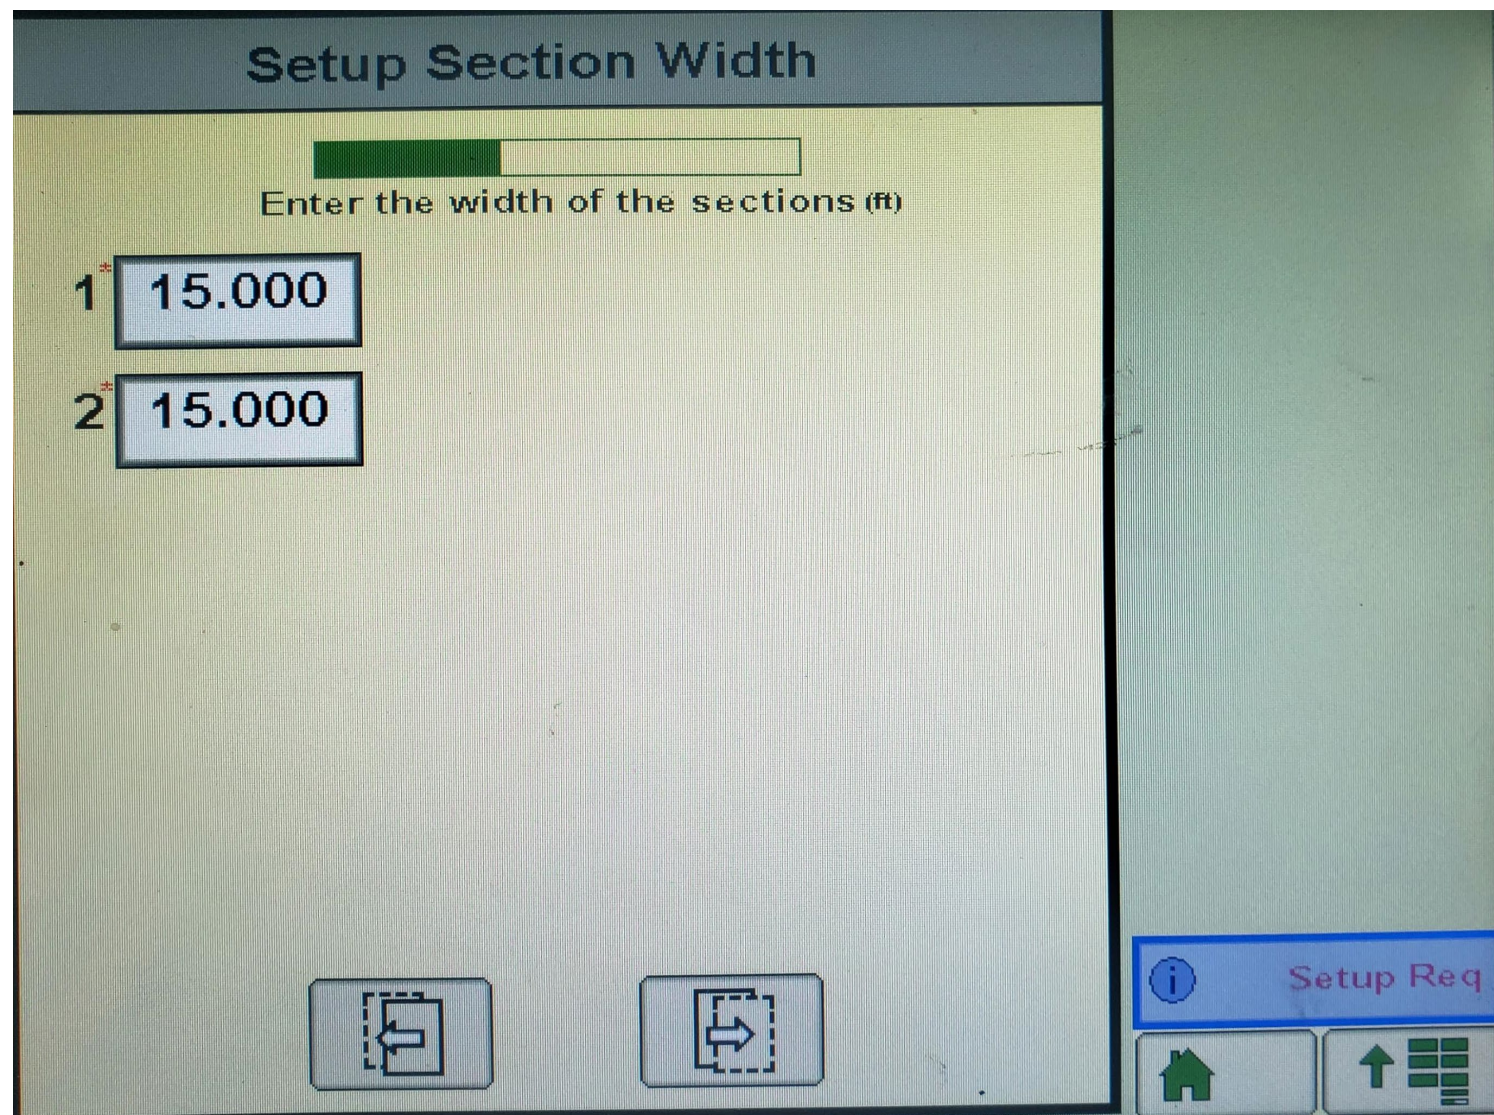 Setup Section Width
Enter the width of the sections (ft)
1 15.000
2 15.000
Setup Req